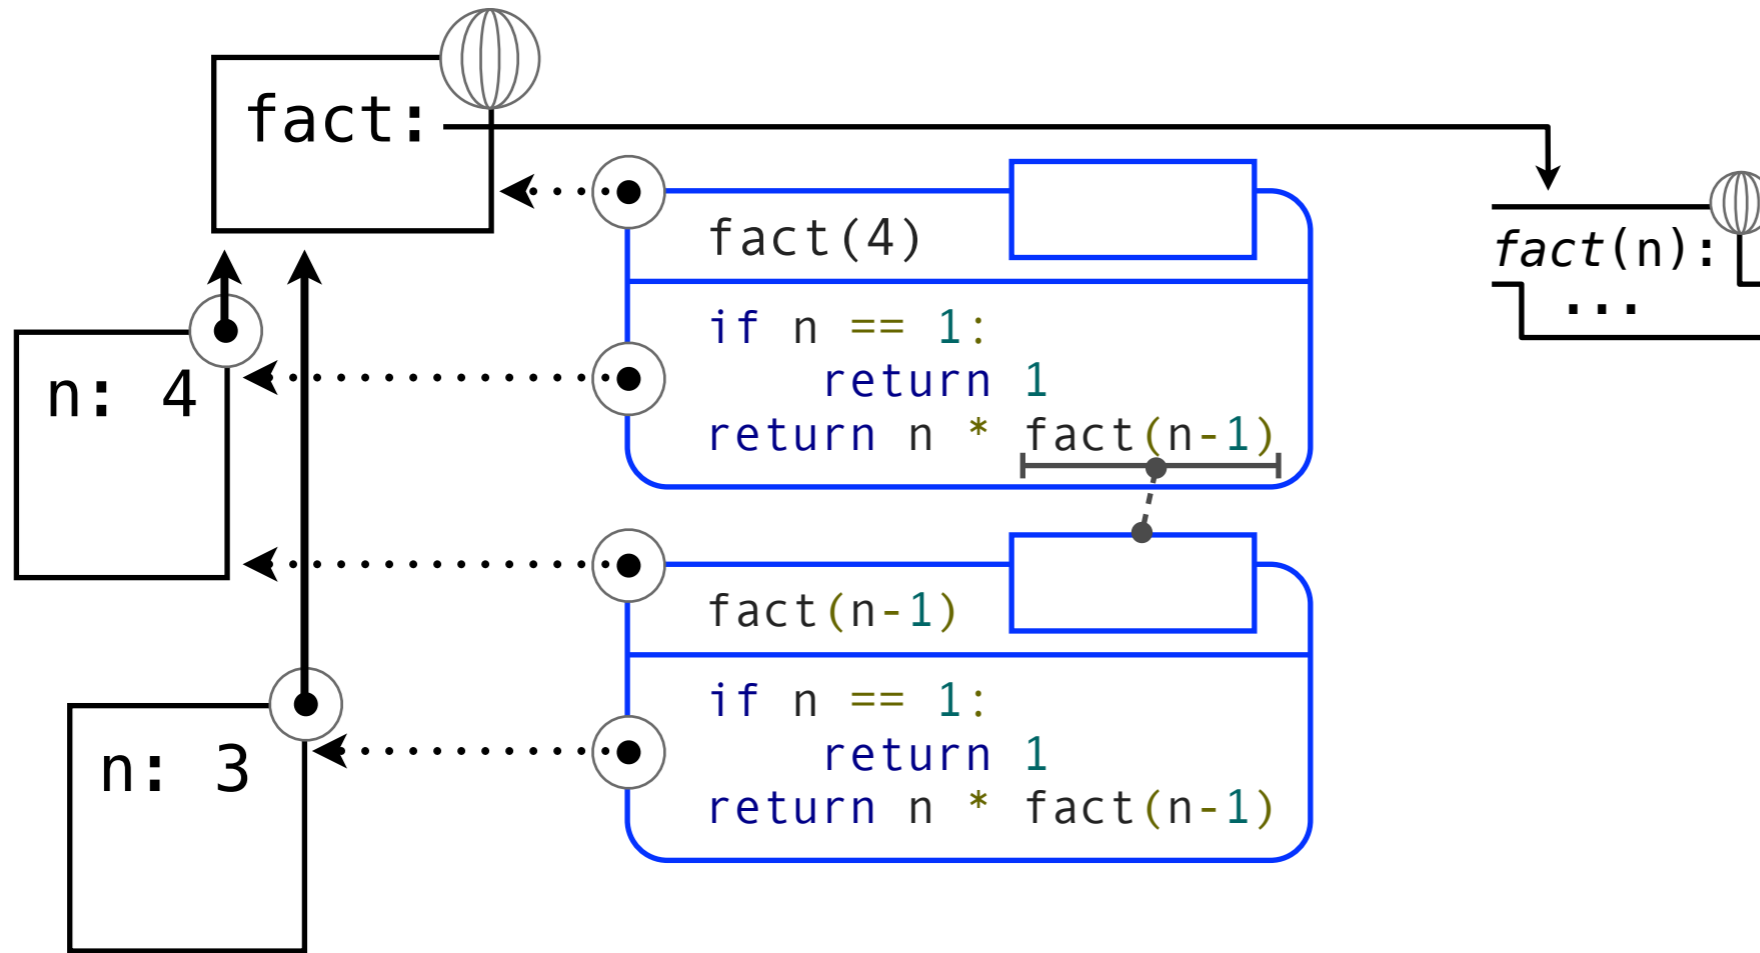 fact:
fact(n):
...
fact(4)
if n == 1:
    return 1
return n * fact(n-1)
n: 4
fact(n-1)
if n == 1:
    return 1
return n * fact(n-1)
n: 3